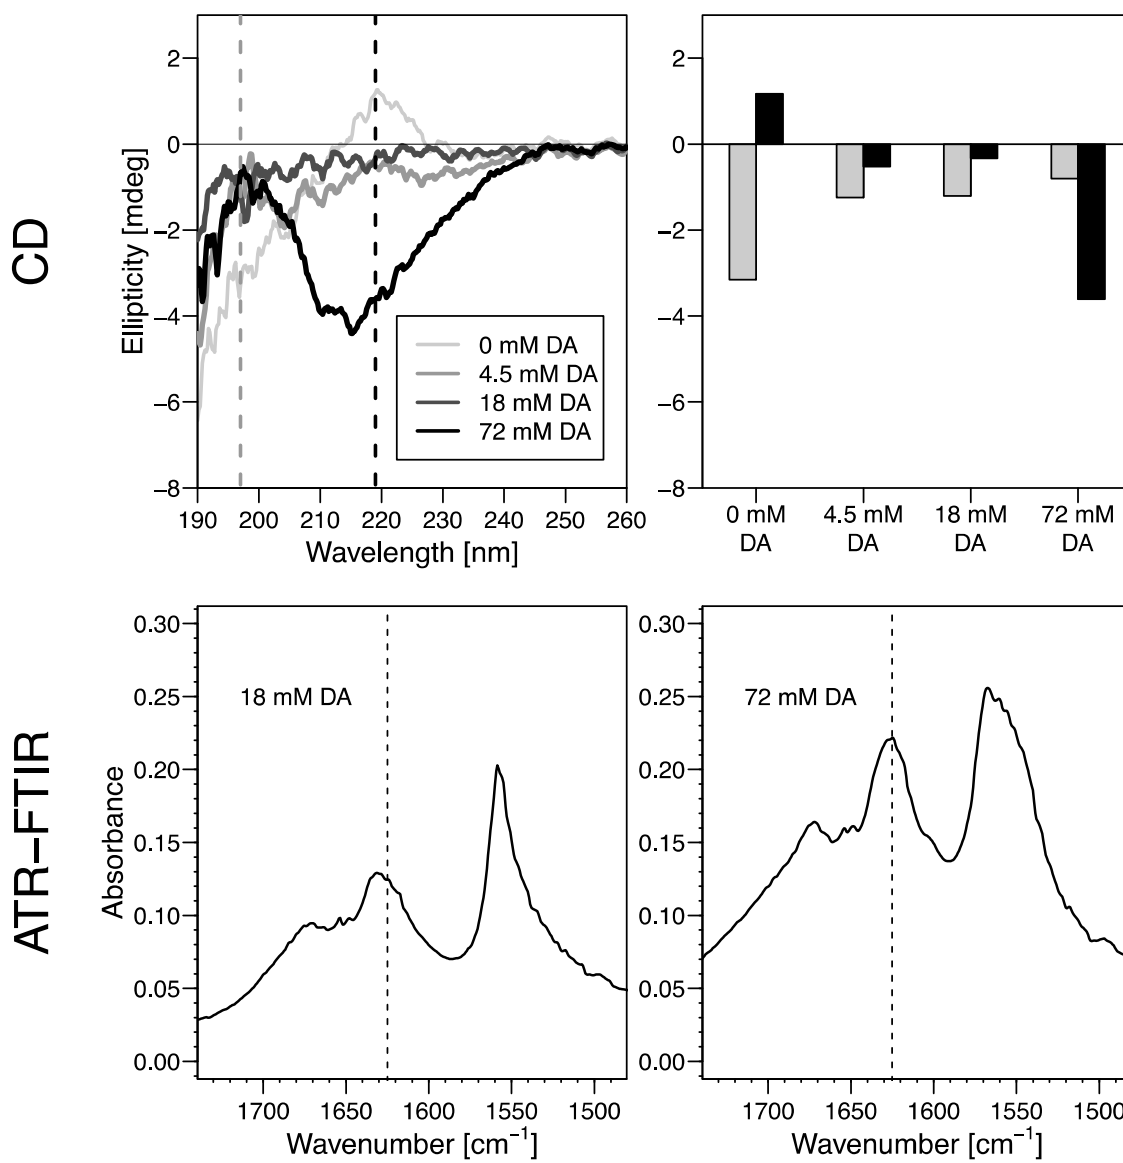 CD
Ellipticity [mdeg]
2
0
−2
−4
−6
−8
190 200 210 220 230 240 250 260
Wavelength [nm]
0 mM DA
4.5 mM DA
18 mM DA
72 mM DA
2
0
−2
−4
−6
−8
0 mM 4.5 mM 18 mM 72 mM
DA DA DA DA
ATR−FTIR
Absorbance
0.30
0.25
0.20
0.15
0.10
0.05
0.00
18 mM DA
1700 1650 1600 1550 1500
Wavenumber [cm⁻¹]
0.30
0.25
0.20
0.15
0.10
0.05
0.00
72 mM DA
1700 1650 1600 1550 1500
Wavenumber [cm⁻¹]